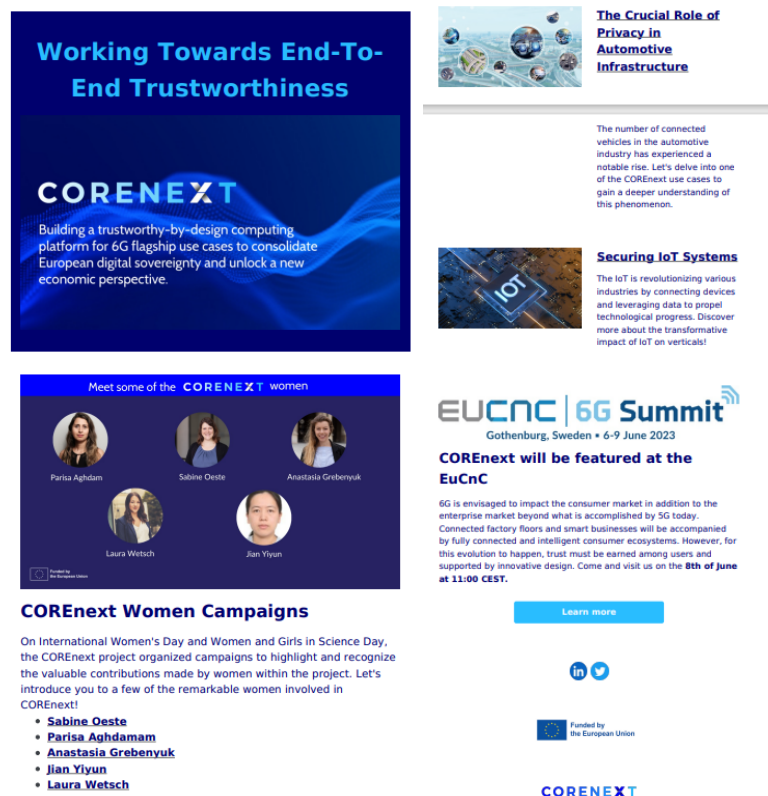 Working Towards End-To-
End Trustworthiness
CORENEXT
Building a trustworthy-by-design computing
platform for 6G flagship use cases to consolidate
European digital sovereignty and unlock a new
economic perspective.
Meet some of the CORENEXT women
Parisa Aghdam
Sabine Oeste
Anastasia Grebenyuk
Laura Wetsch
Jian Yiyun
Funded by
the European Union
COREnext Women Campaigns
On International Women's Day and Women and Girls in Science Day,
the COREnext project organized campaigns to highlight and recognize
the valuable contributions made by women within the project. Let's
introduce you to a few of the remarkable women involved in
COREnext!
• Sabine Oeste
• Parisa Aghdamam
• Anastasia Grebenyuk
• Jian Yiyun
• Laura Wetsch
The Crucial Role of
Privacy in
Automotive
Infrastructure
The number of connected
vehicles in the automotive
industry has experienced a
notable rise. Let's delve into one
of the COREnext use cases to
gain a deeper understanding of
this phenomenon.
IOT
Securing IoT Systems
The IoT is revolutionizing various
industries by connecting devices
and leveraging data to propel
technological progress. Discover
more about the transformative
impact of IoT on verticals!
EUCNC | 6G Summit
Gothenburg, Sweden • 6-9 June 2023
COREnext will be featured at the
EuCnC
6G is envisaged to impact the consumer market in addition to the
enterprise market beyond what is accomplished by 5G today.
Connected factory floors and smart businesses will be accompanied
by fully connected and intelligent consumer ecosystems. However, for
this evolution to happen, trust must be earned among users and
supported by innovative design. Come and visit us on the 8th of June
at 11:00 CEST.
Learn more
in
Funded by
the European Union
CORENEXT